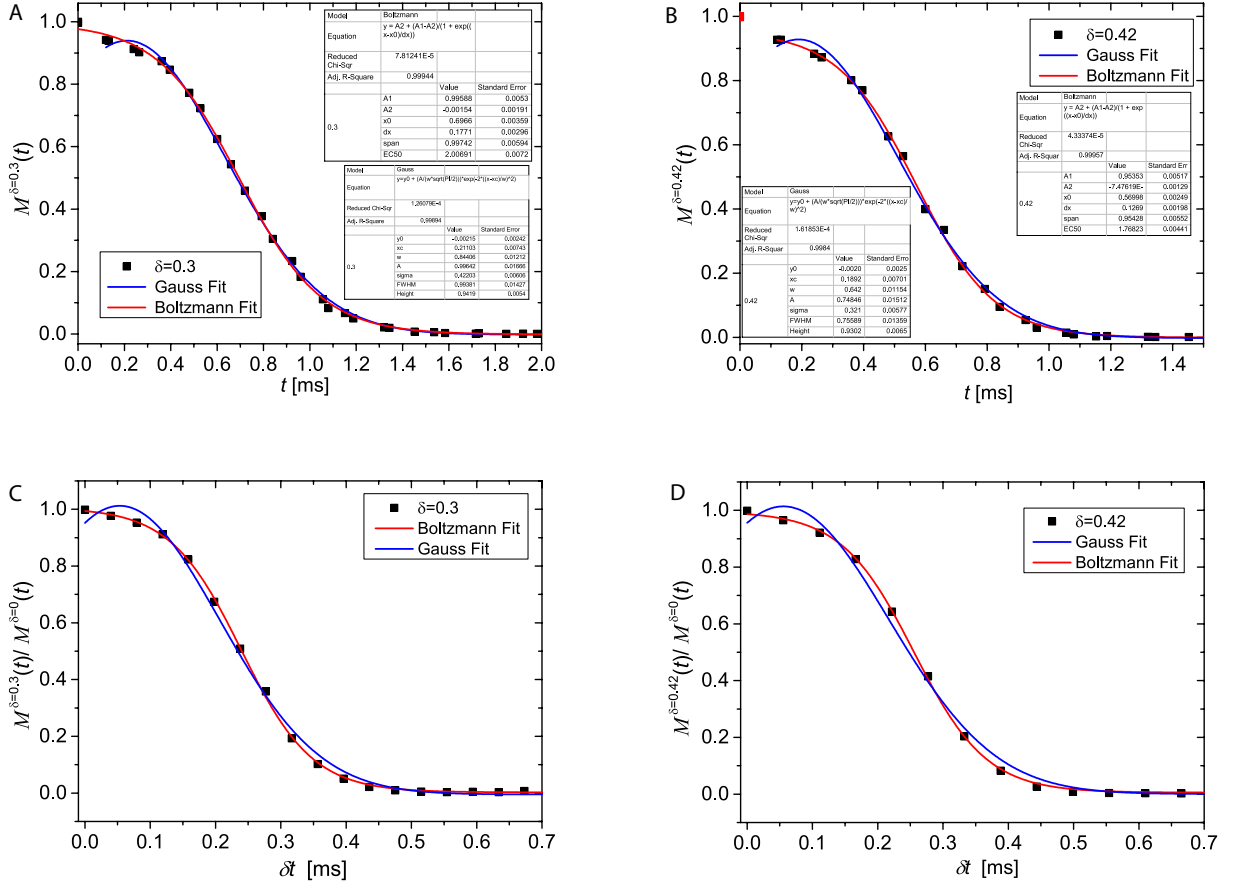 A
Model Boltzmann
Equation y = A2 + (A1-A2)/(1 + exp((x-x0)/dx))
Reduced Chi-Sqr 7.81241E-5
Adj. R-Square 0.99944
Value Standard Error
0.3
A1 0.99588 0.0053
A2 -0.00154 0.00191
x0 0.6966 0.00359
dx 0.1771 0.00296
span 0.99742 0.00594
EC50 2.00691 0.0072
Model Gauss
Equation y=y0 + (A/(w*sqrt(PI/2)))*exp(-2*((x-xc)/w)^2)
Reduced Chi-Sqr 1,26079E-4
Adj. R-Square 0.99894
Value Standard Error
0.3
y0 -0.00215 0.00242
xc 0.21103 0.00743
w 0.84406 0.01212
A 0.99642 0.01666
sigma 0.42203 0.00606
FWHM 0.99381 0.01427
Height 0.9419 0.0054
δ=0.3
Gauss Fit
Boltzmann Fit
M^δ=0.3(t)
1.0
0.8
0.6
0.4
0.2
0.0
0.0 0.2 0.4 0.6 0.8 1.0 1.2 1.4 1.6 1.8 2.0
t [ms]
B
δ=0.42
Gauss Fit
Boltzmann Fit
Model Boltzmann
Equation y = A2 + (A1-A2)/(1 + exp((x-x0)/dx))
Reduced Chi-Sqr 4.33374E-5
Adj. R-Squar 0.99957
Value Standard Err
0.42
A1 0.95353 0.00517
A2 -7.47619E- 0.00129
x0 0.56998 0.00249
dx 0.1269 0.00198
span 0.95428 0.00552
EC50 1.76823 0.00441
Model Gauss
Equation y=y0 + (A/(w*sqrt(PI/2)))*exp(-2*((x-xc)/w)^2)
Reduced Chi-Sqr 1.61853E-4
Adj. R-Squar 0.9984
Value Standard Erro
0.42
y0 -0.0020 0.0025
xc 0.1892 0.00701
w 0.642 0.01154
A 0.74846 0.01512
sigma 0.321 0.00577
FWHM 0.75589 0.01359
Height 0.9302 0.0065
M^δ=0.42(t)
1.0
0.8
0.6
0.4
0.2
0.0
0.0 0.2 0.4 0.6 0.8 1.0 1.2 1.4
t [ms]
C
δ=0.3
Boltzmann Fit
Gauss Fit
M^δ=0.3(t)/ M^δ=0(t)
1.0
0.8
0.6
0.4
0.2
0.0
0.0 0.1 0.2 0.3 0.4 0.5 0.6 0.7
δt [ms]
D
δ=0.42
Gauss Fit
Boltzmann Fit
M^δ=0.42(t)/ M^δ=0(t)
1.0
0.8
0.6
0.4
0.2
0.0
0.0 0.1 0.2 0.3 0.4 0.5 0.6 0.7
δt [ms]